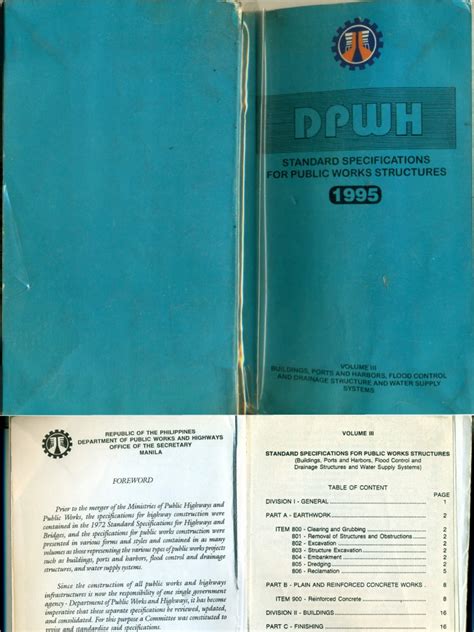 DPWH
STANDARD SPECIFICATIONS
FOR PUBLIC WORKS STRUCTURES
1995
VOLUME III
BUILDINGS, PORTS AND HARBORS, FLOOD CONTROL
AND DRAINAGE STRUCTURE AND WATER SUPPLY
SYSTEMS
REPUBLIC OF THE PHILIPPINES
DEPARTMENT OF PUBLIC WORKS AND HIGHWAYS
OFFICE OF THE SECRETARY
MANILA
FOREWORD
Prior to the merger of the Ministries of Public Highways and
Public Works, the specifications for highway construction were
contained in the 1972 Standard Specifications for Highways and
Bridges, and on the construction of public works projects were
presented in various forms and styles and contained in as many
volumes as those representing the various types of public works projects
such as buildings, ports and harbors, flood control and drainage
structures, and water supply systems.
Since the construction of all public works and highway
infrastructures is now the responsibility of one single government
agency - Department of Public Works and Highways, it has become
imperative that these separate specifications be reviewed, updated,
and consolidated. For this purpose a Committee was constituted to
revise and standardize said specifications.
VOLUME III
STANDARD SPECIFICATIONS FOR PUBLIC WORKS STRUCTURES
(Buildings, Ports and Harbors, Flood Control and
Drainage Structures and Water Supply Systems)
TABLE OF CONTENT
PAGE
DIVISION I - GENERAL 1
PART A - EARTHWORK 2
ITEM 800 - Clearing and Grubbing 2
801 - Removal of Structures and Obstructions 2
802 - Excavation 2
803 - Structure Excavation 2
804 - Embankment 2
805 - Dredging 2
806 - Reclamation 2
PART B - PLAIN AND REINFORCED CONCRETE WORKS 8
ITEM 900 - Reinforced Concrete 8
DIVISION II - BUILDINGS 16
PART C - FINISHING 16